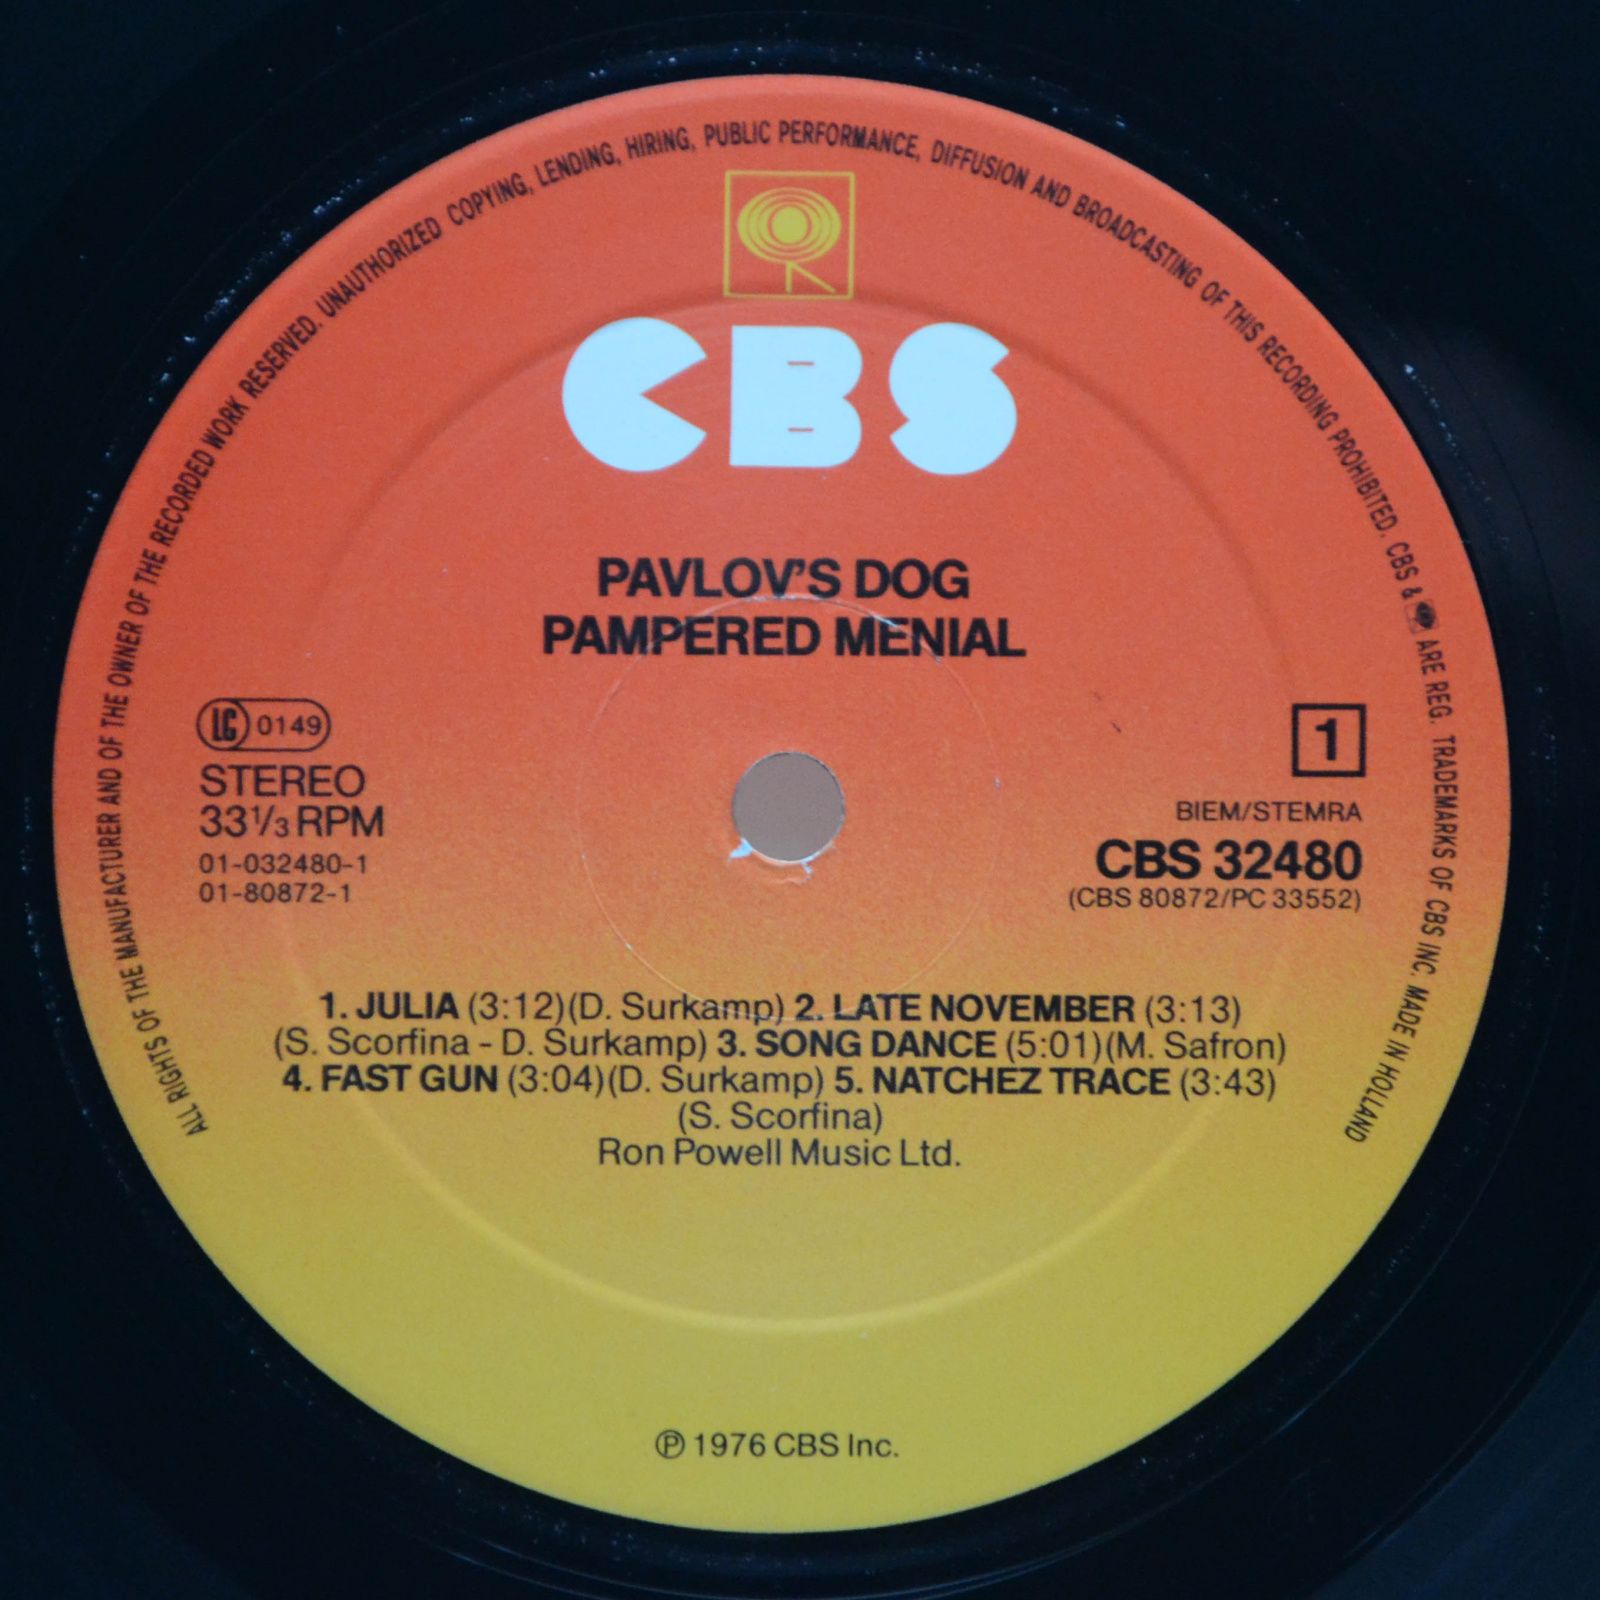 ALL RIGHTS OF THE MANUFACTURER AND OF THE OWNER OF THE RECORDED WORK RESERVED. UNAUTHORIZED COPYING, LENDING, HIRING, PUBLIC PERFORMANCE, DIFFUSION AND BROADCASTING OF THIS RECORDING PROHIBITED. CBS & ARE REG. TRADEMARKS OF CBS INC. MADE IN HOLLAND
CBS
PAVLOV'S DOG
PAMPERED MENIAL
LC 0149
STEREO
33 1/3 RPM
01-032480-1
01-80872-1
1
BIEM/STEMRA
CBS 32480
(CBS 80872/PC 33552)
1. JULIA (3:12)(D. Surkamp) 2. LATE NOVEMBER (3:13)
(S. Scorfina - D. Surkamp) 3. SONG DANCE (5:01)(M. Safron)
4. FAST GUN (3:04)(D. Surkamp) 5. NATCHEZ TRACE (3:43)
(S. Scorfina)
Ron Powell Music Ltd.
℗ 1976 CBS Inc.